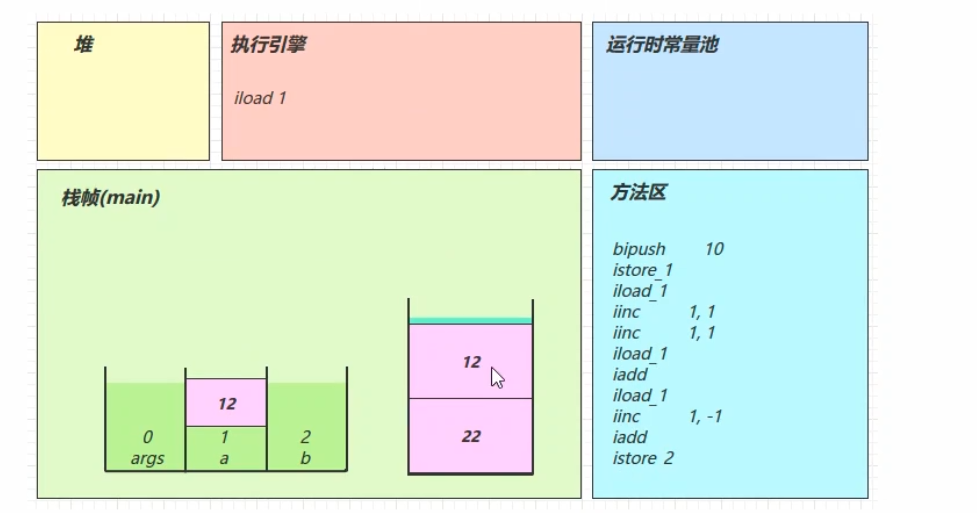 堆
执行引擎
iload 1
运行时常量池
栈帧(main)
12
12
22
0
1
2
args
a
b
方法区
bipush 10
istore_1
iload_1
iinc 1, 1
iinc 1, 1
iload_1
iadd
iload_1
iinc 1, -1
iadd
istore 2